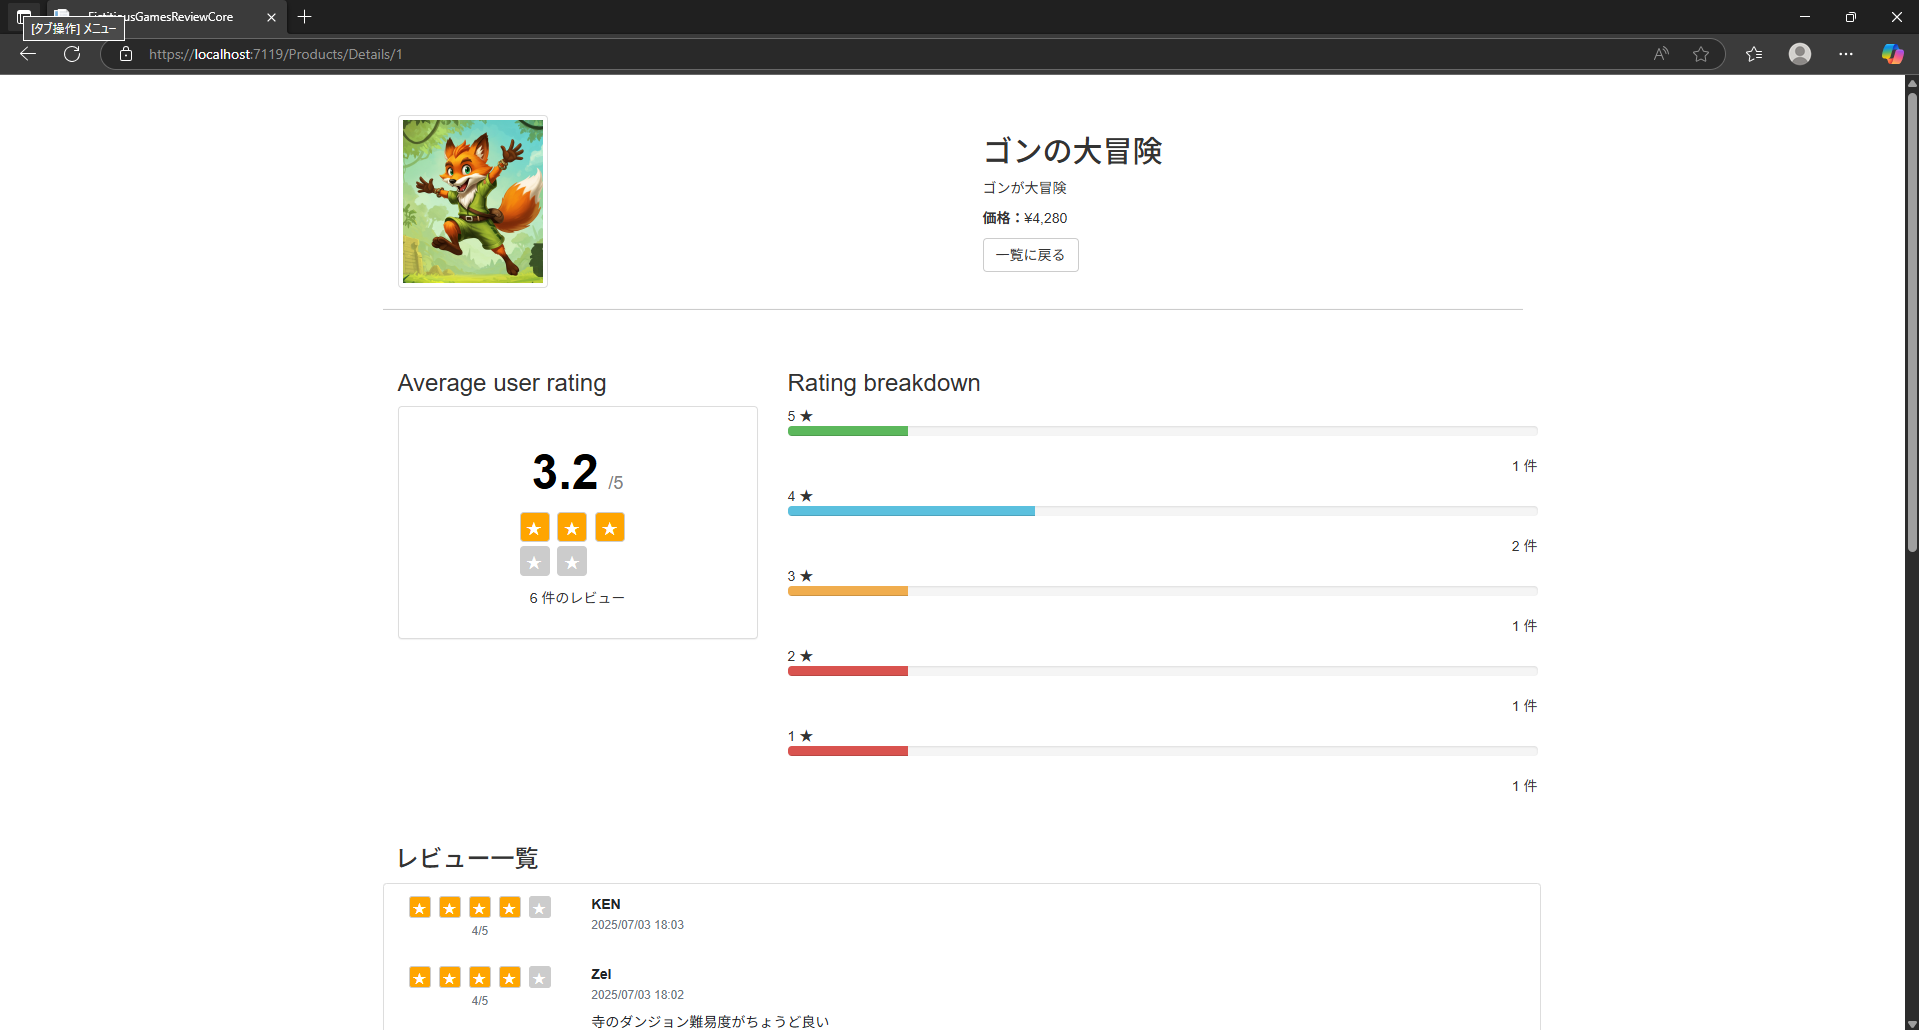 FictitiousGamesReviewCore
[タブ操作] メニュー
https://localhost:7119/Products/Details/1
ゴンの大冒険
ゴンが大冒険
価格：¥4,280
一覧に戻る
Average user rating
3.2 /5
★ ★ ★
★ ★
6 件のレビュー
Rating breakdown
5 ★
1 件
4 ★
2 件
3 ★
1 件
2 ★
1 件
1 ★
1 件
レビュー一覧
★ ★ ★ ★ ★
4/5
KEN
2025/07/03 18:03
★ ★ ★ ★ ★
4/5
Zel
2025/07/03 18:02
寺のダンジョン難易度がちょうど良い